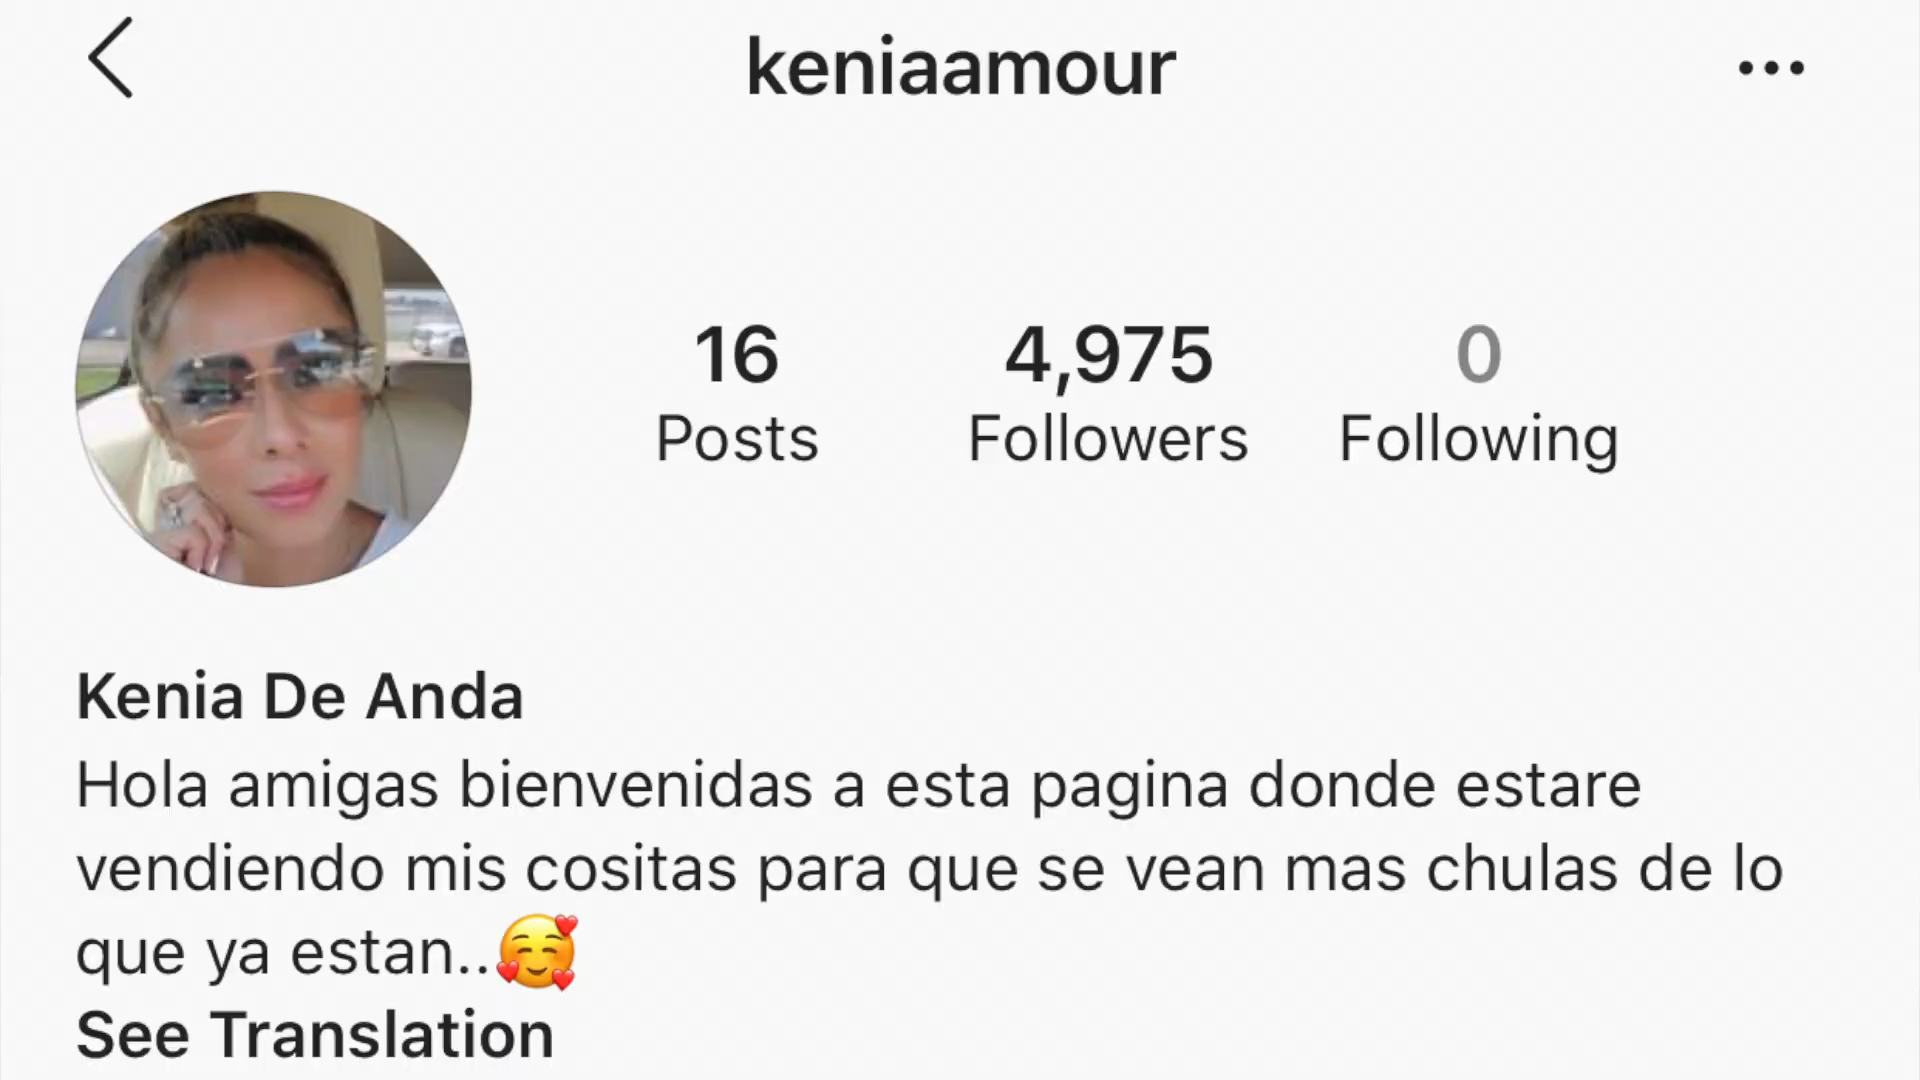 keniaamour
16 4,975 0
Posts Followers Following
Kenia De Anda
Hola amigas bienvenidas a esta pagina donde estare
vendiendo mis cositas para que se vean mas chulas de lo
que ya estan..🥰
See Translation